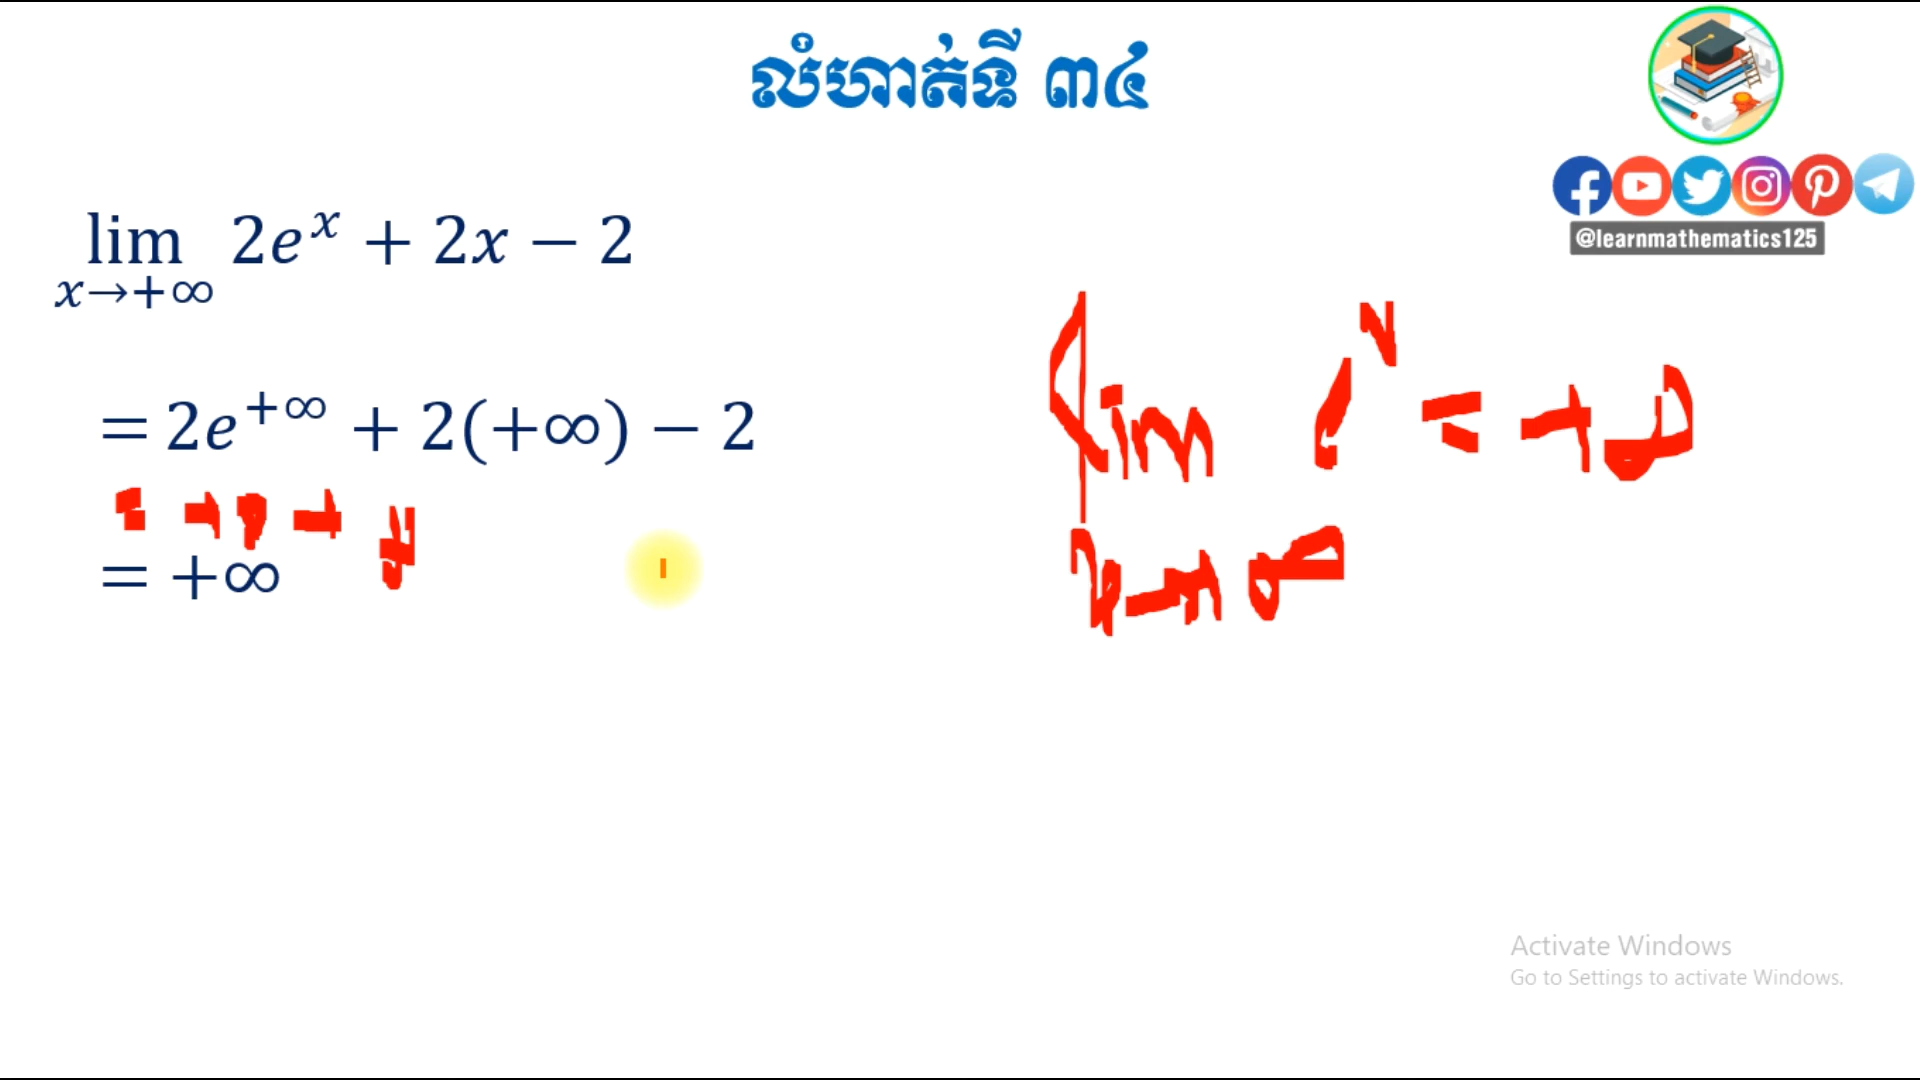 លំហាត់ទី ៣៤
@learnmathematics125
lim 2eˣ + 2x − 2
x→+∞
= 2e⁺∞ + 2(+∞) − 2
= +∞
lim eˣ = +∞
Activate Windows
Go to Settings to activate Windows.